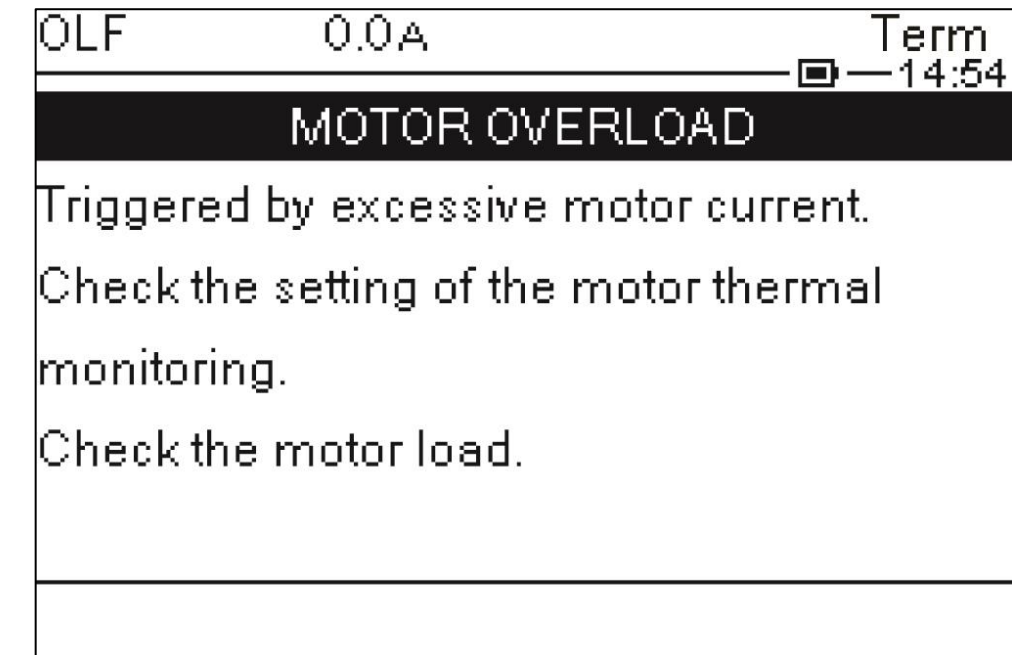 OLF 0.0A Term
14:54
MOTOR OVERLOAD
Triggered by excessive motor current.
Check the setting of the motor thermal
monitoring.
Check the motor load.